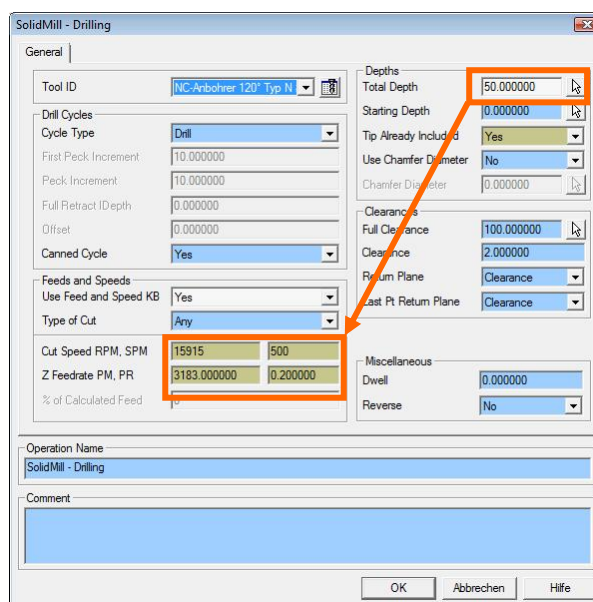 SolidMill - Drilling
General
Tool ID NC-Anbohrer 120° Typ N
Drill Cycles
Cycle Type Drill
First Peck Increment 10.000000
Peck Increment 10.000000
Full Retract IDepth 0.000000
Offset 0.000000
Canned Cycle Yes
Feeds and Speeds
Use Feed and Speed KB Yes
Type of Cut Any
Cut Speed RPM, SPM 15915 500
Z Feedrate PM, PR 3183.000000 0.200000
% of Calculated Feed
Depths
Total Depth 50.000000
Starting Depth 0.000000
Tip Already Included Yes
Use Chamfer Diameter No
Chamfer Diameter 0.000000
Clearances
Full Clearance 100.000000
Clearance 2.000000
Return Plane Clearance
Last Pt Return Plane Clearance
Miscellaneous
Dwell 0.000000
Reverse No
Operation Name
SolidMill - Drilling
Comment
OK Abbrechen Hilfe